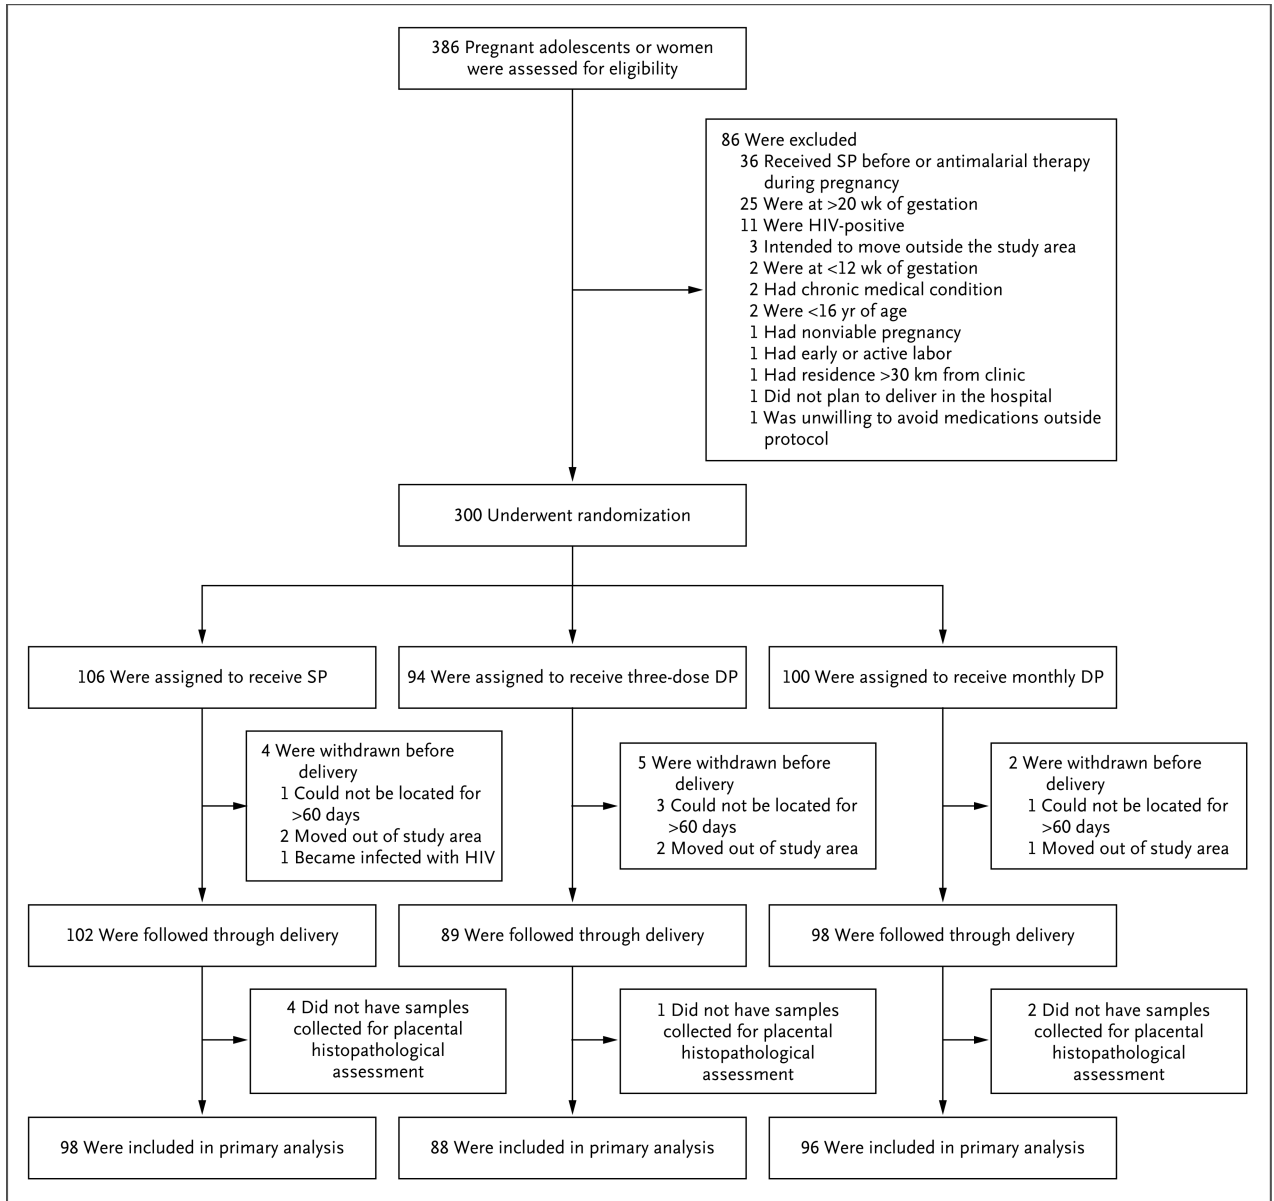 386 Pregnant adolescents or women
were assessed for eligibility
86 Were excluded
36 Received SP before or antimalarial therapy
during pregnancy
25 Were at >20 wk of gestation
11 Were HIV-positive
3 Intended to move outside the study area
2 Were at <12 wk of gestation
2 Had chronic medical condition
2 Were <16 yr of age
1 Had nonviable pregnancy
1 Had early or active labor
1 Had residence >30 km from clinic
1 Did not plan to deliver in the hospital
1 Was unwilling to avoid medications outside
protocol
300 Underwent randomization
106 Were assigned to receive SP
94 Were assigned to receive three-dose DP
100 Were assigned to receive monthly DP
4 Were withdrawn before
delivery
1 Could not be located for
>60 days
2 Moved out of study area
1 Became infected with HIV
5 Were withdrawn before
delivery
3 Could not be located for
>60 days
2 Moved out of study area
2 Were withdrawn before
delivery
1 Could not be located for
>60 days
1 Moved out of study area
102 Were followed through delivery
89 Were followed through delivery
98 Were followed through delivery
4 Did not have samples
collected for placental
histopathological
assessment
1 Did not have samples
collected for placental
histopathological
assessment
2 Did not have samples
collected for placental
histopathological
assessment
98 Were included in primary analysis
88 Were included in primary analysis
96 Were included in primary analysis